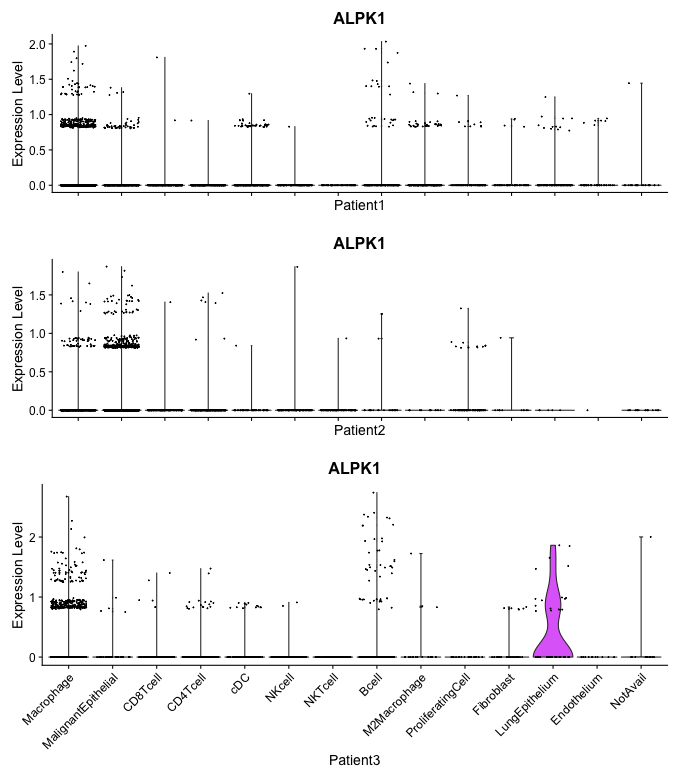 ALPK1
Expression Level
2.0
1.5
1.0
0.5
0.0
Patient1
ALPK1
Expression Level
1.5
1.0
0.5
0.0
Patient2
ALPK1
Expression Level
2
1
0
Macrophage
MalignantEpithelial
CD8Tcell
CD4Tcell
cDC
NKcell
NKTcell
Bcell
M2Macrophage
ProliferatingCell
Fibroblast
LungEpithelium
Endothelium
NotAvail
Patient3